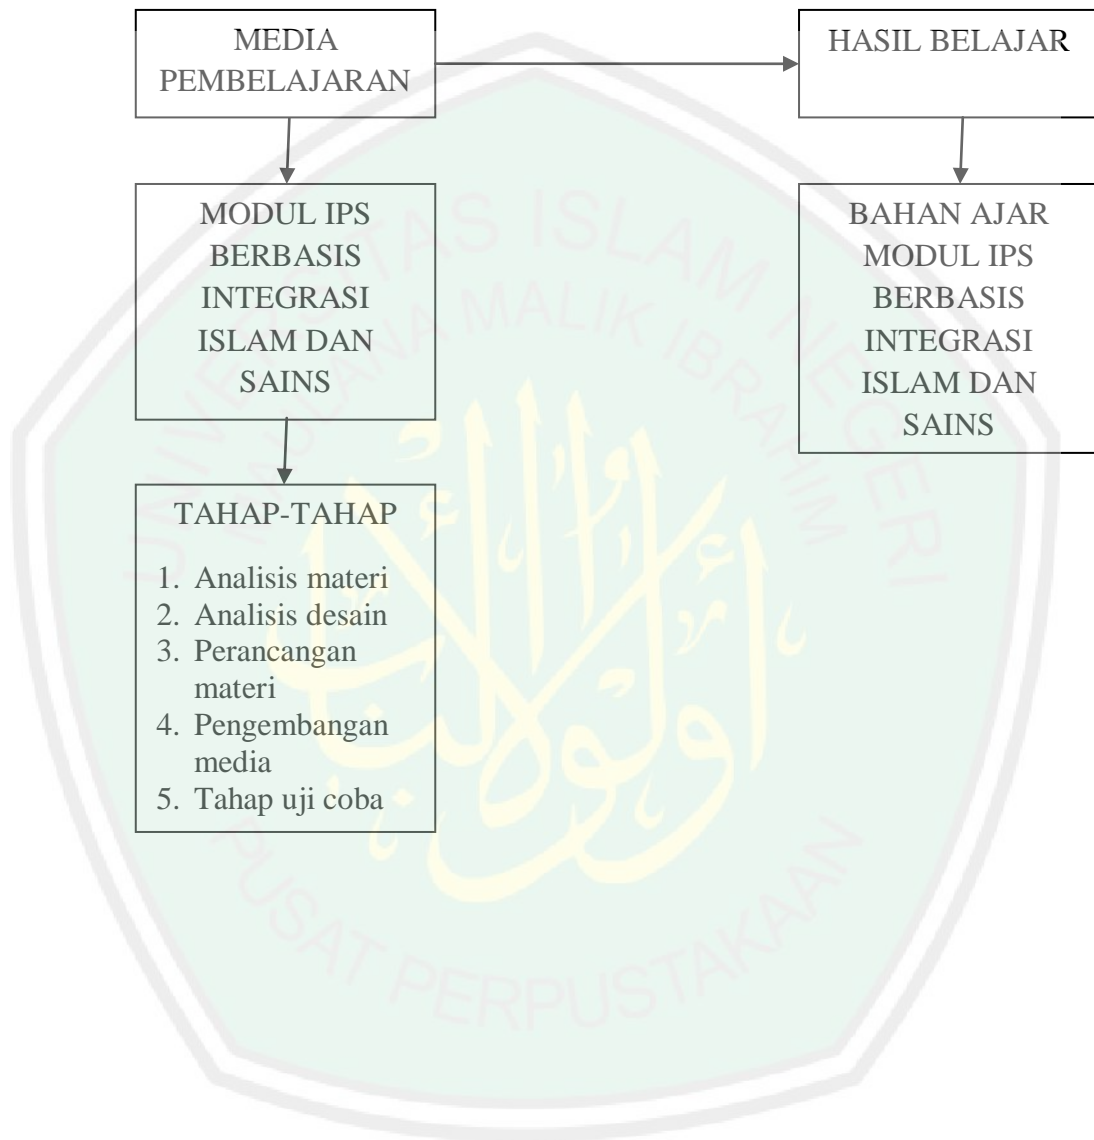 MEDIA
PEMBELAJARAN
HASIL BELAJAR
MODUL IPS
BERBASIS
INTEGRASI
ISLAM DAN
SAINS
BAHAN AJAR
MODUL IPS
BERBASIS
INTEGRASI
ISLAM DAN
SAINS
TAHAP-TAHAP
1. Analisis materi
2. Analisis desain
3. Perancangan
materi
4. Pengembangan
media
5. Tahap uji coba
UNIVERSITAS ISLAM NEGERI
MAULANA MALIK IBRAHIM
PUSAT PERPUSTAKAAN